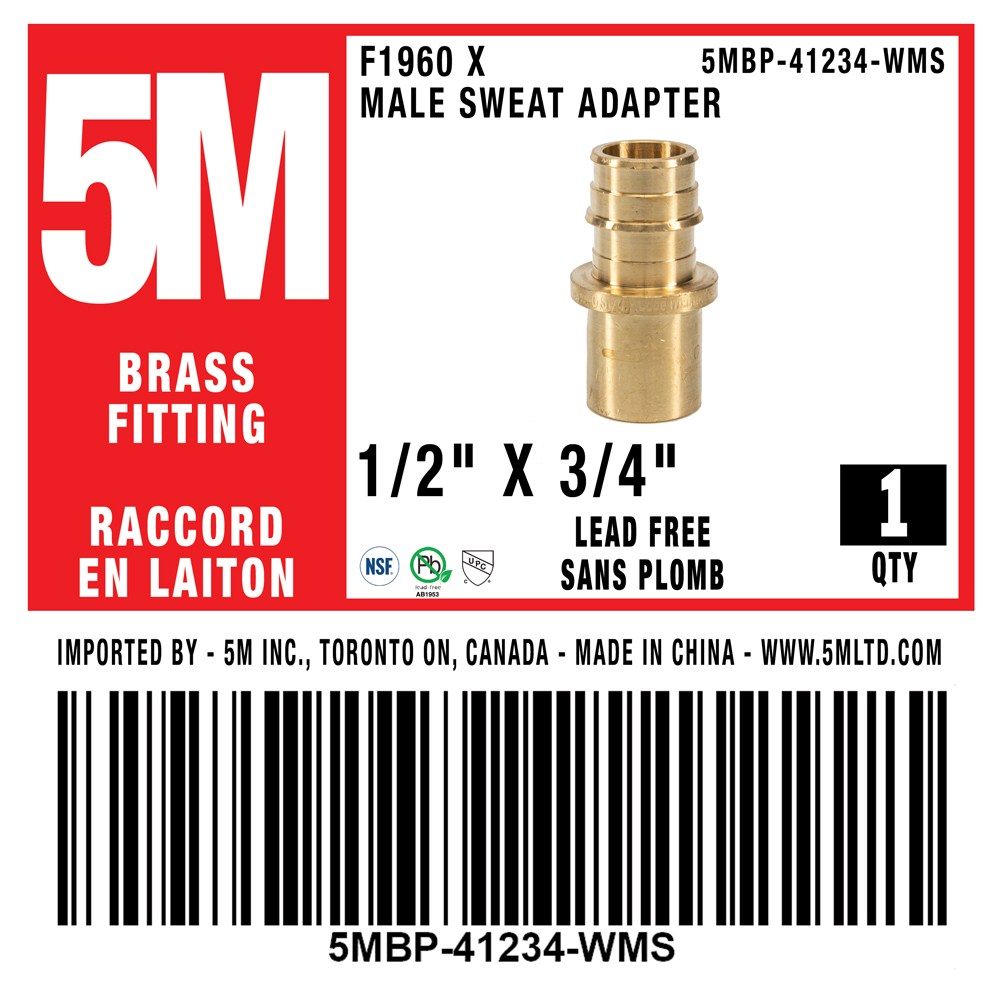 5M
BRASS
FITTING
RACCORD
EN LAITON
F1960 X
MALE SWEAT ADAPTER
5MBP-41234-WMS
1/2" X 3/4"
LEAD FREE
SANS PLOMB
NSF
Pb
lead-free
AB1953
UPC
C
1
QTY
IMPORTED BY - 5M INC., TORONTO ON, CANADA - MADE IN CHINA - WWW.5MLTD.COM
5MBP-41234-WMS